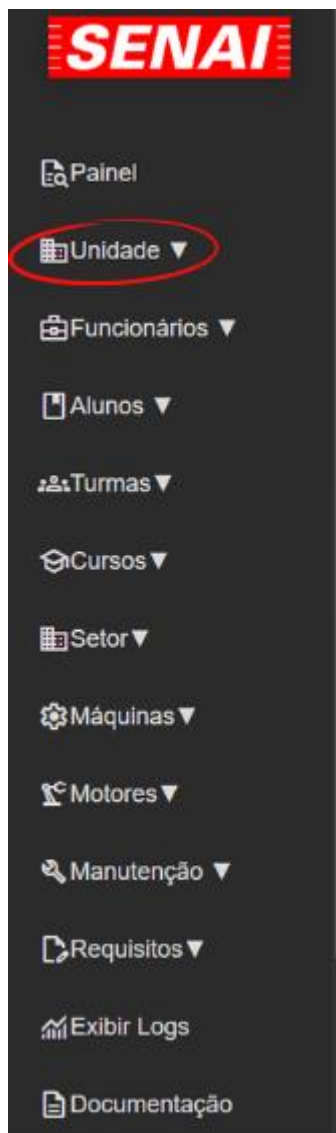 SENAI
Painel
Unidade ▼
Funcionários ▼
Alunos ▼
Turmas▼
Cursos▼
Setor▼
Máquinas▼
Motores▼
Manutenção ▼
Requisitos▼
Exibir Logs
Documentação